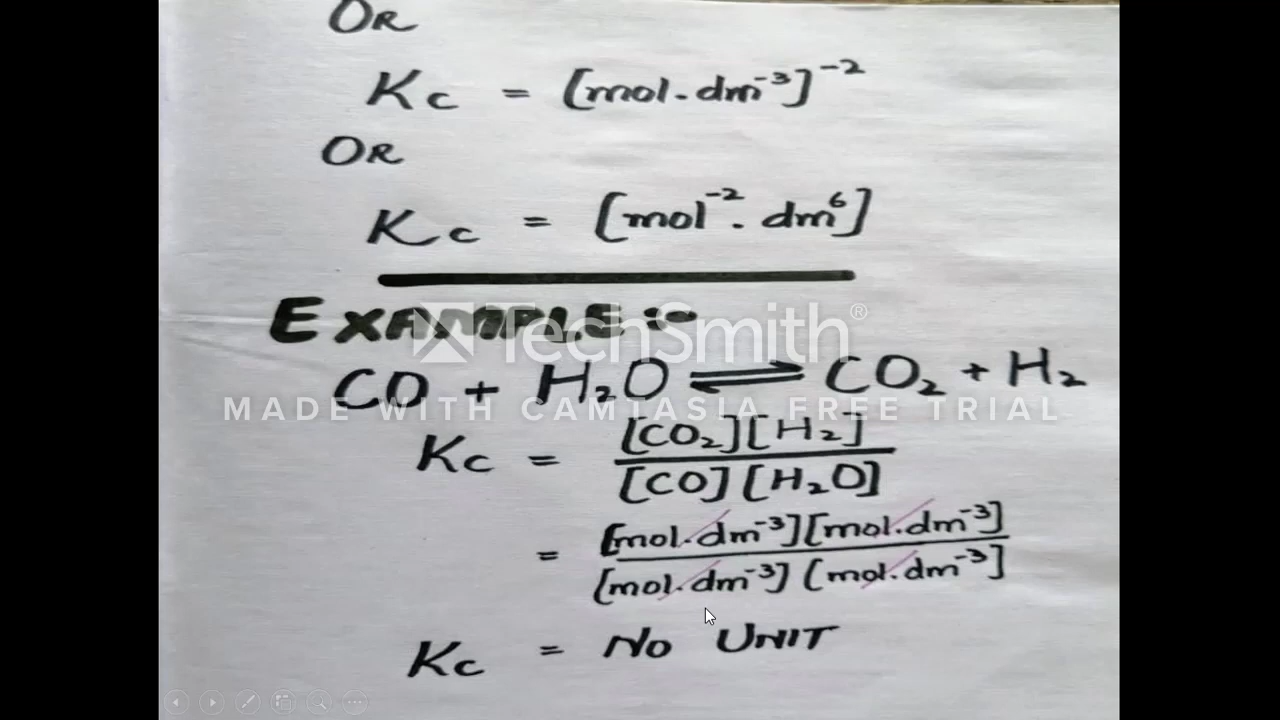 OR
Kc = [mol.dm⁻³]⁻²
OR
Kc = [mol⁻². dm⁶]
EXAMPLE :-
TechSmith®
CO + H₂O ⇌ CO₂ + H₂
MADE WITH CAMTASIA FREE TRIAL
Kc = [CO₂][H₂]
[CO][H₂O]
= [mol.dm⁻³][mol.dm⁻³]
[mol.dm⁻³] [mol.dm⁻³]
Kc = NO UNIT